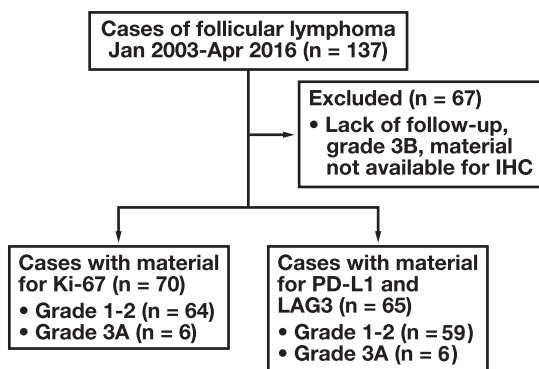 Cases of follicular lymphoma
Jan 2003-Apr 2016 (n = 137)
Excluded (n = 67)
• Lack of follow-up,
grade 3B, material
not available for IHC
Cases with material
for Ki-67 (n = 70)
• Grade 1-2 (n = 64)
• Grade 3A (n = 6)
Cases with material
for PD-L1 and
LAG3 (n = 65)
• Grade 1-2 (n = 59)
• Grade 3A (n = 6)